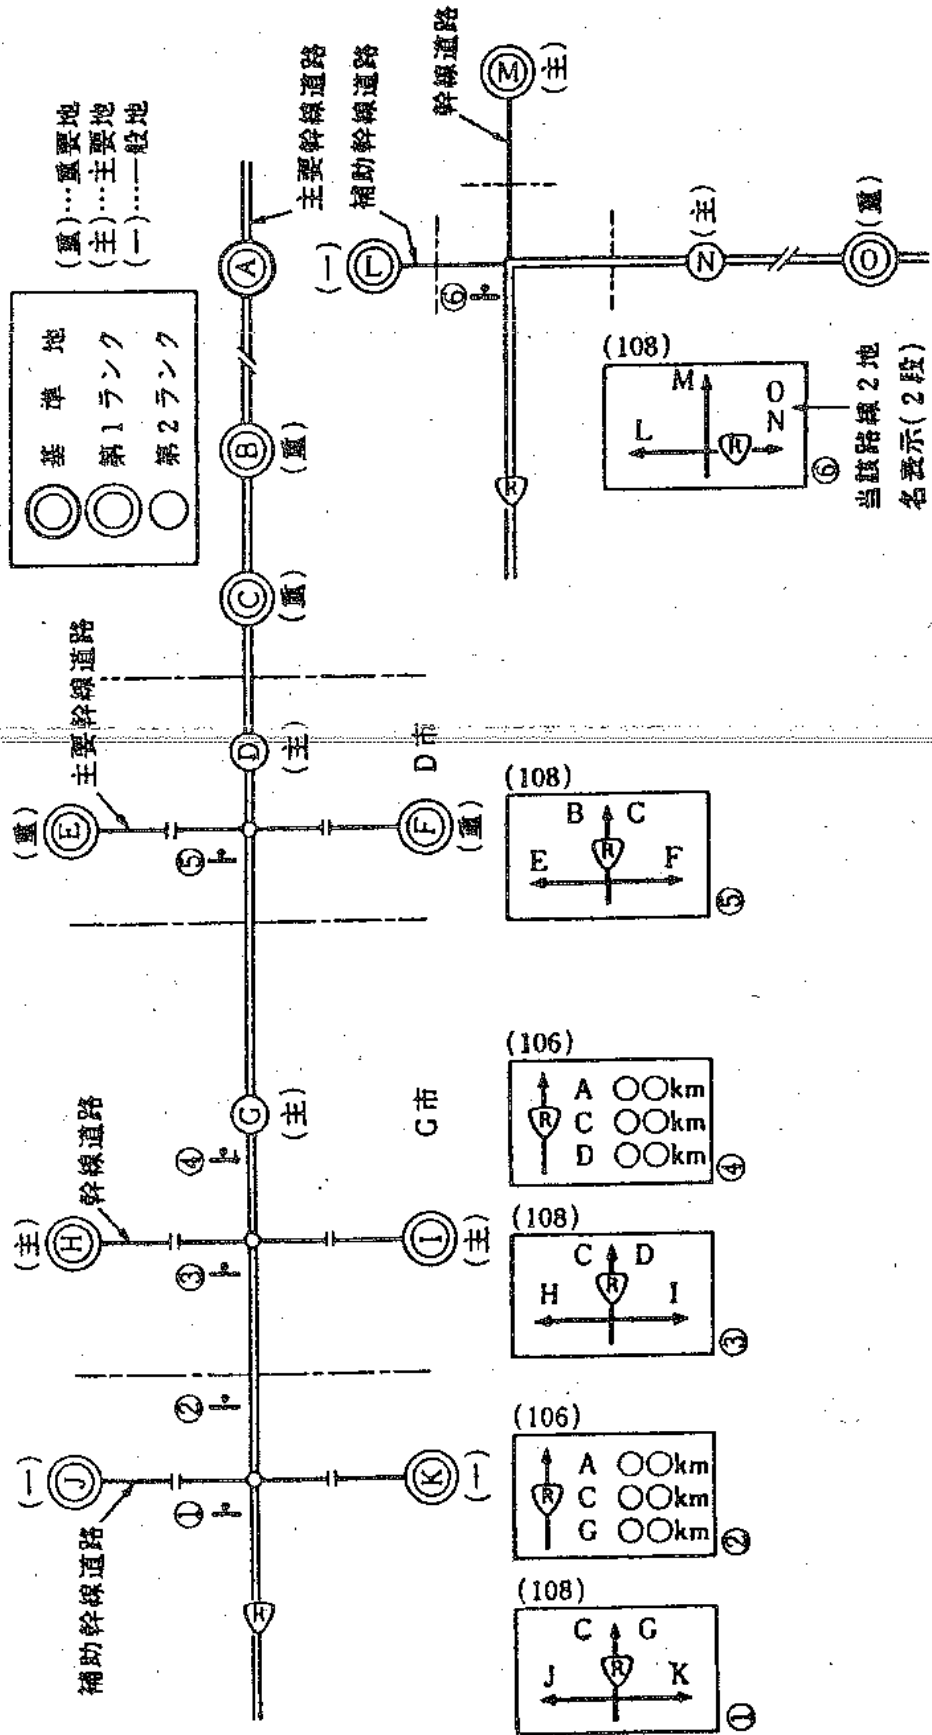 (重)…重要地
(主)…主要地
(一)……一般地
基準地
第1ランク
第2ランク
主要幹線道路
A
B
(重)
C
(重)
主要幹線道路
(重)
E
D
(主)
D市
⑤
F
(重)
幹線道路
(主)
H
G
(主)
G市
④
③
I
(主)
②
(一)
J
補助幹線道路
①
K
(一)
R
補助幹線道路
(一)
L
幹線道路
M
(主)
⑥
R
N
(主)
O
(重)
(108)
L
M
R
O
N
⑥
当該路線2地
名表示(2段)
(108)
B C
R
E F
⑤
(106)
R
A ○○km
C ○○km
D ○○km
④
(108)
C D
R
H I
③
(106)
R
A ○○km
C ○○km
G ○○km
②
(108)
C G
R
J K
①